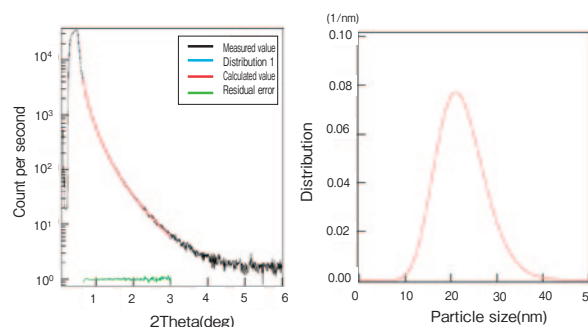 Count per second
10⁴
10³
10²
10¹
10⁰
Measured value
Distribution 1
Calculated value
Residual error
1 2 3 4 5 6
2Theta(deg)
(1/nm)
Distribution
0.10
0.08
0.06
0.04
0.02
0.00
0 10 20 30 40 50
Particle size(nm)